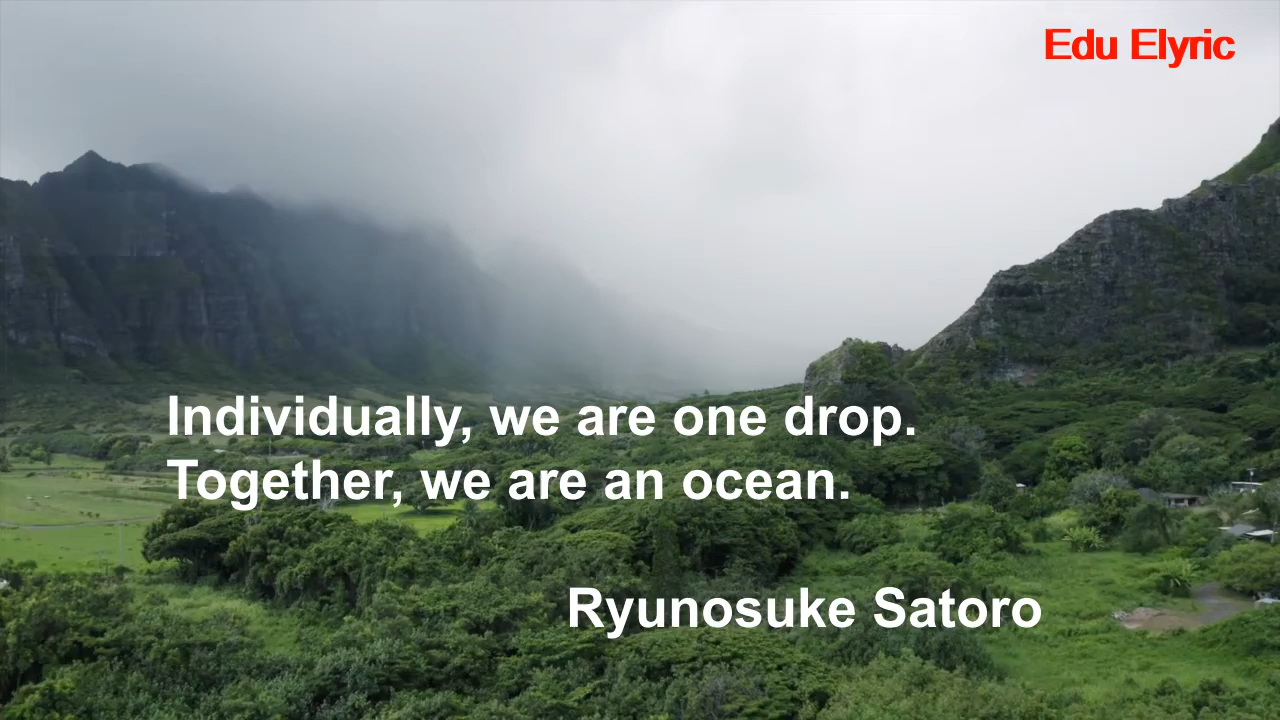 Edu Elyric
Individually, we are one drop.
Together, we are an ocean.
Ryunosuke Satoro